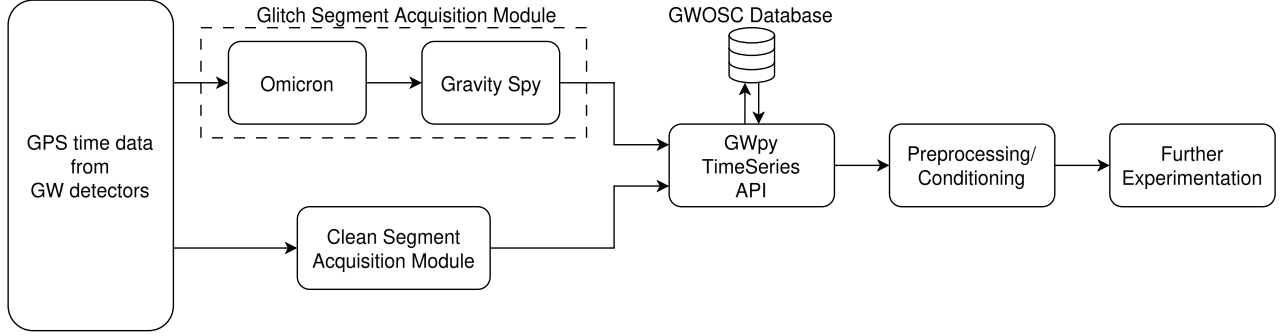 Glitch Segment Acquisition Module
GWOSC Database
Omicron
Gravity Spy
GPS time data
from
GW detectors
GWpy
TimeSeries
API
Preprocessing/
Conditioning
Further
Experimentation
Clean Segment
Acquisition Module